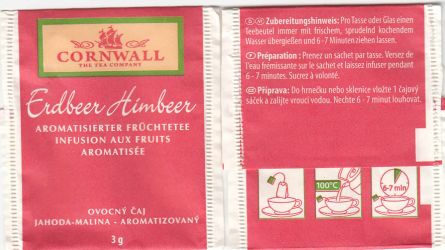 CORNWALL
THE TEA COMPANY
Erdbeer Himbeer
AROMATISIERTER FRÜCHTETEE
INFUSION AUX FRUITS
AROMATISÉE
OVOCNÝ ČAJ
JAHODA-MALINA - AROMATIZOVANÝ
3 g
Zubereitungshinweis: Pro Tasse oder Glas einen
Teebeutel immer mit frischem, sprudelnd kochendem
Wasser übergießen und 6 -7 Minuten ziehen lassen.
Préparation : Prenez un sachet par tasse. Versez de
l'eau frémissante sur le sachet et laissez infuser pendant
6 - 7 minutes. Sucrez à volonté.
Příprava: Do hrnečku nebo sklenice vložte 1 čajový
sáček a zalijte vroucí vodou. Nechte 6 -7 minut louhovat.
100°C
6-7 min